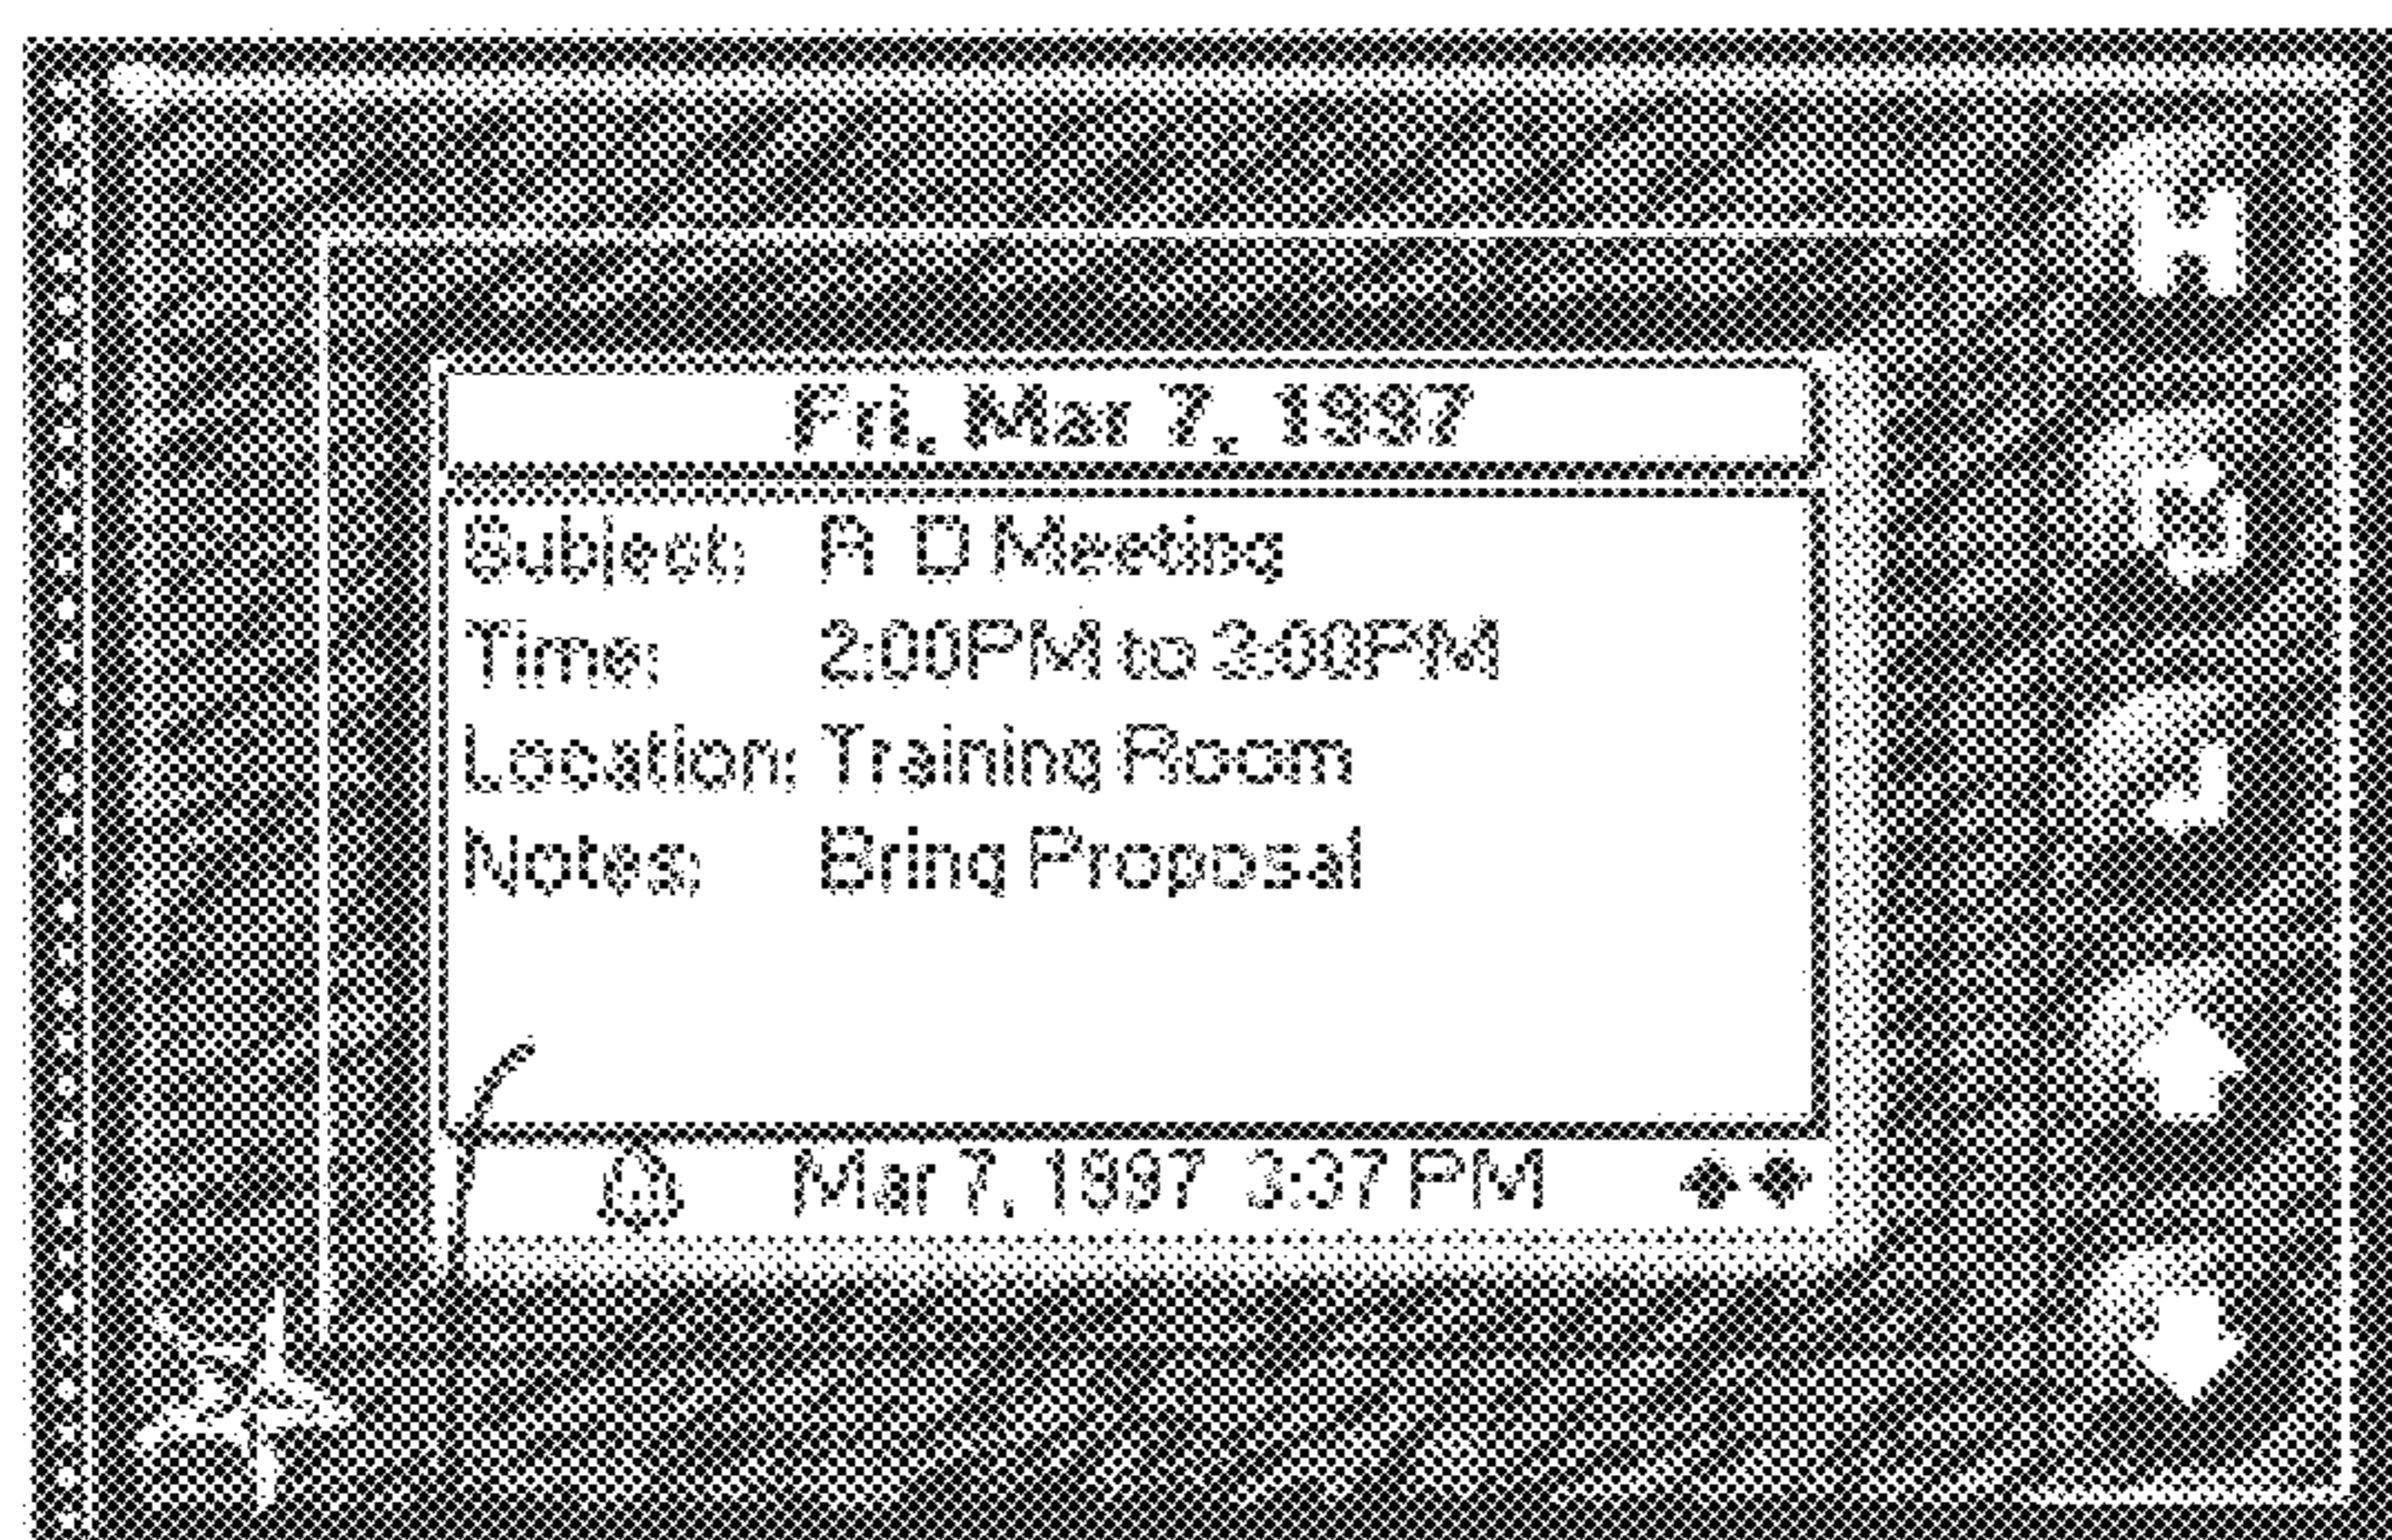 Fri, Mar 7, 1997
Subject: A D Meeting
Time: 2:00PM to 3:00PM
Location: Training Room
Notes: Bring Proposal
Mar 7, 1997 3:37 PM